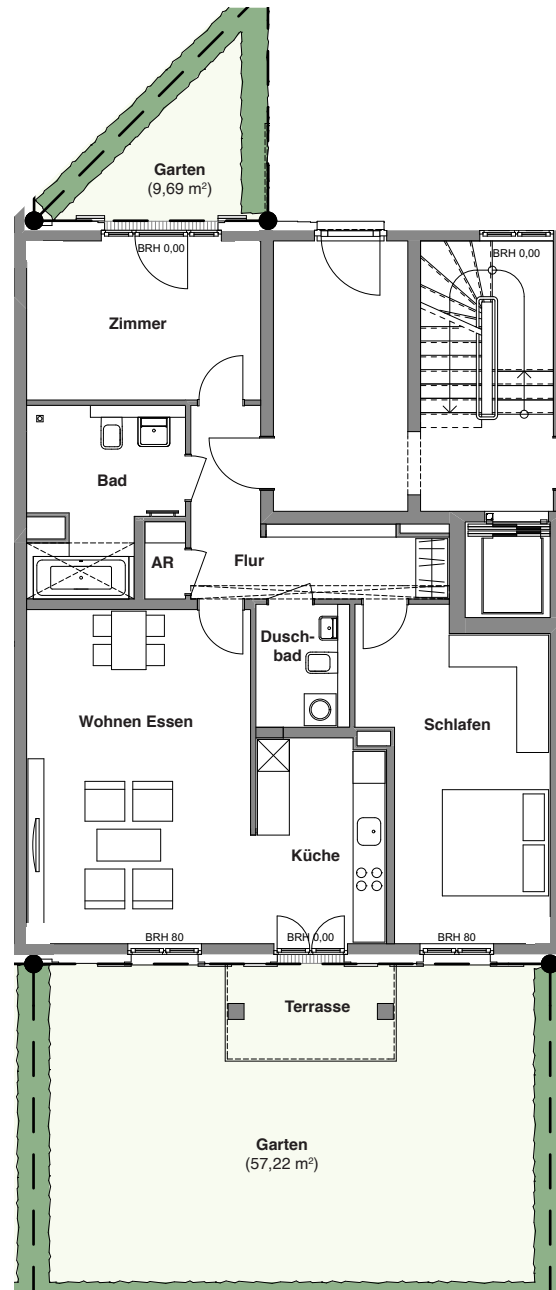 Garten
(9,69 m²)
BRH 0,00
BRH 0,00
Zimmer
Bad
AR
Flur
Dusch-
bad
Wohnen Essen
Schlafen
Küche
BRH 80
BRH 0,00
BRH 80
Terrasse
Garten
(57,22 m²)